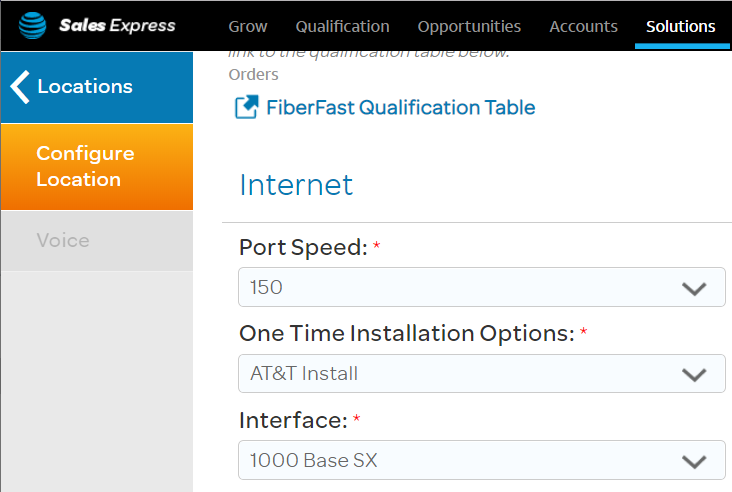 Sales Express
Grow
Qualification
Opportunities
Accounts
Solutions
link to the qualification table below.
Orders
FiberFast Qualification Table
Locations
Configure
Location
Voice
Internet
Port Speed: *
150
One Time Installation Options: *
AT&T Install
Interface: *
1000 Base SX